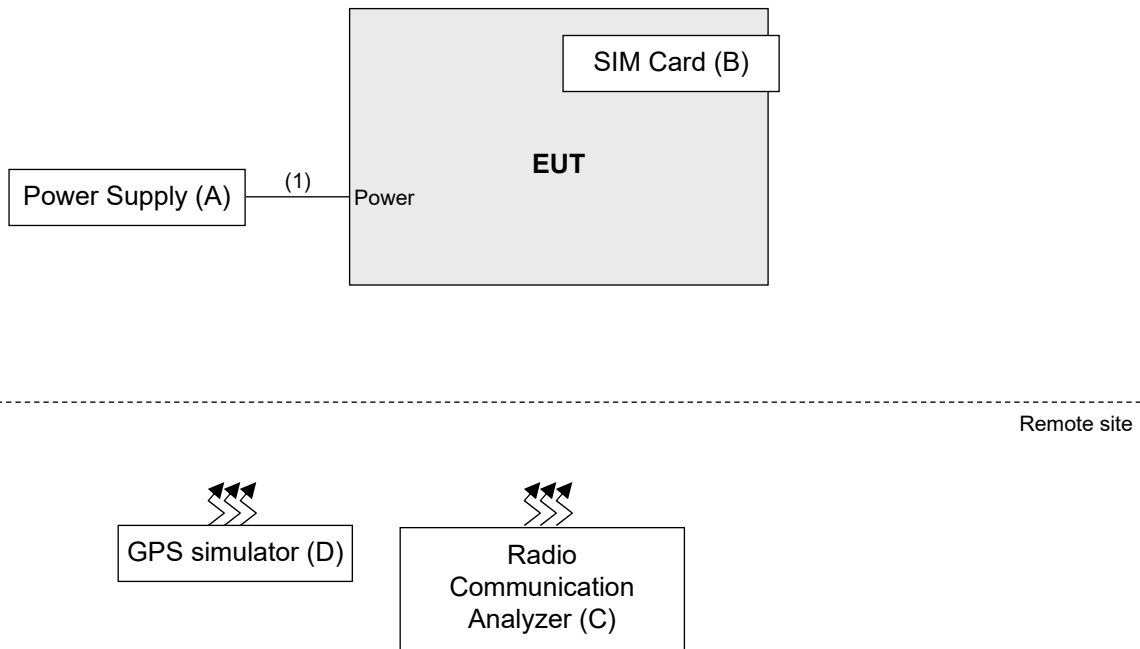 SIM Card (B)
EUT
Power Supply (A)
(1)
Power
Remote site
GPS simulator (D)
Radio
Communication
Analyzer (C)